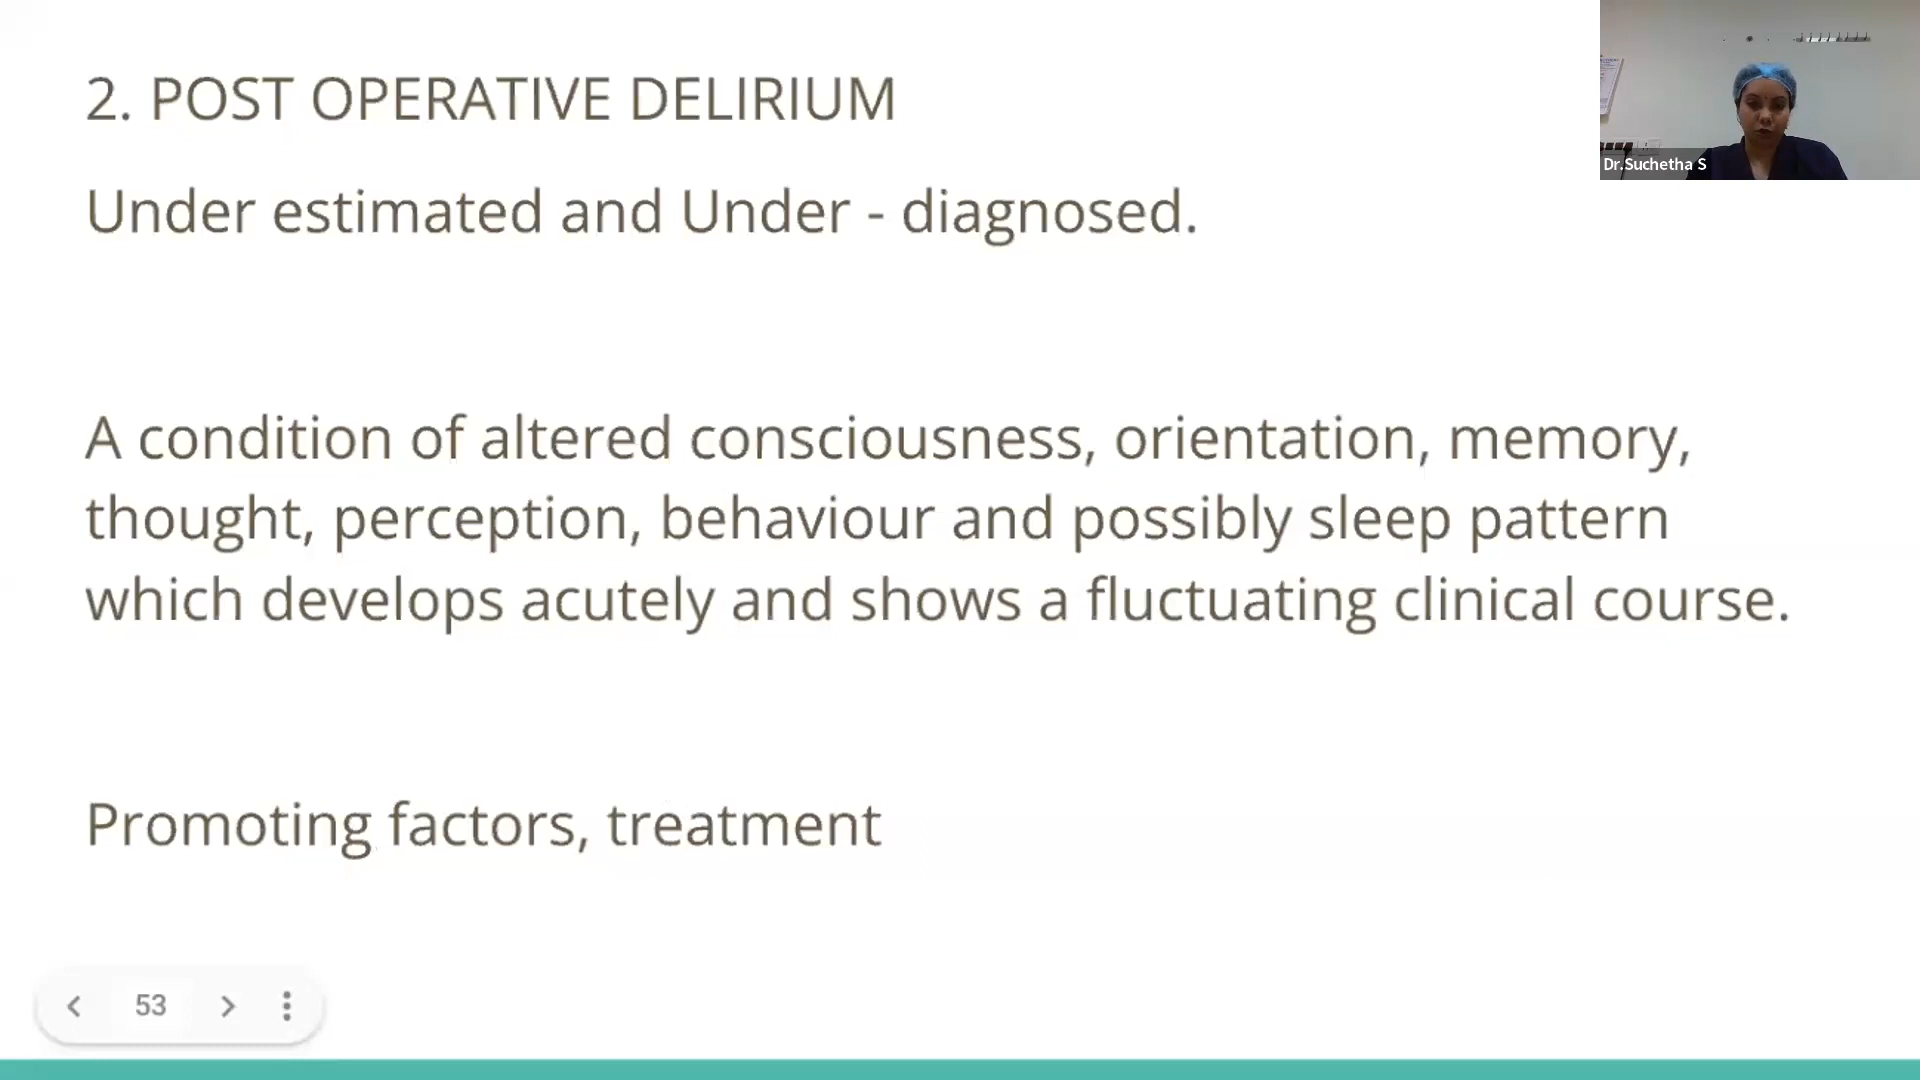 2. POST OPERATIVE DELIRIUM
Under estimated and Under - diagnosed.
A condition of altered consciousness, orientation, memory,
thought, perception, behaviour and possibly sleep pattern
which develops acutely and shows a fluctuating clinical course.
Promoting factors, treatment
53
Dr.Suchetha S